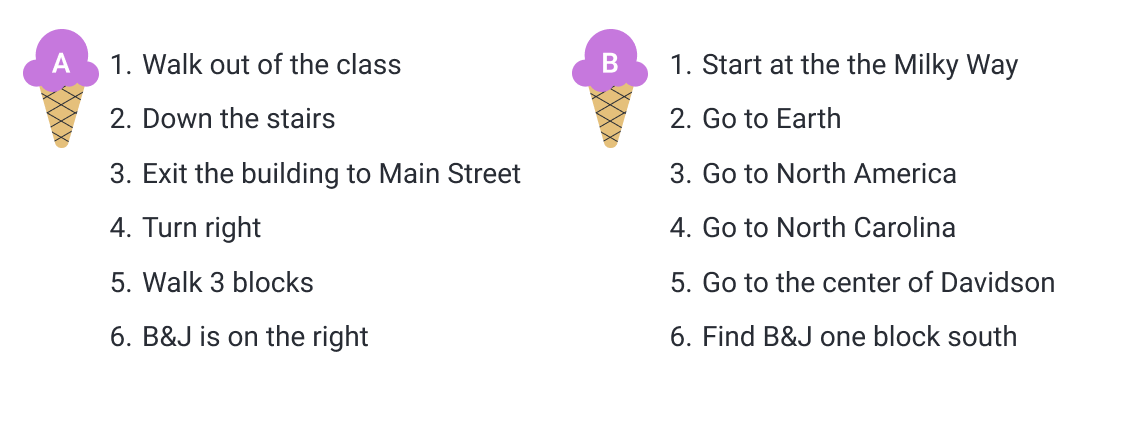 A
1. Walk out of the class
2. Down the stairs
3. Exit the building to Main Street
4. Turn right
5. Walk 3 blocks
6. B&J is on the right
B
1. Start at the the Milky Way
2. Go to Earth
3. Go to North America
4. Go to North Carolina
5. Go to the center of Davidson
6. Find B&J one block south